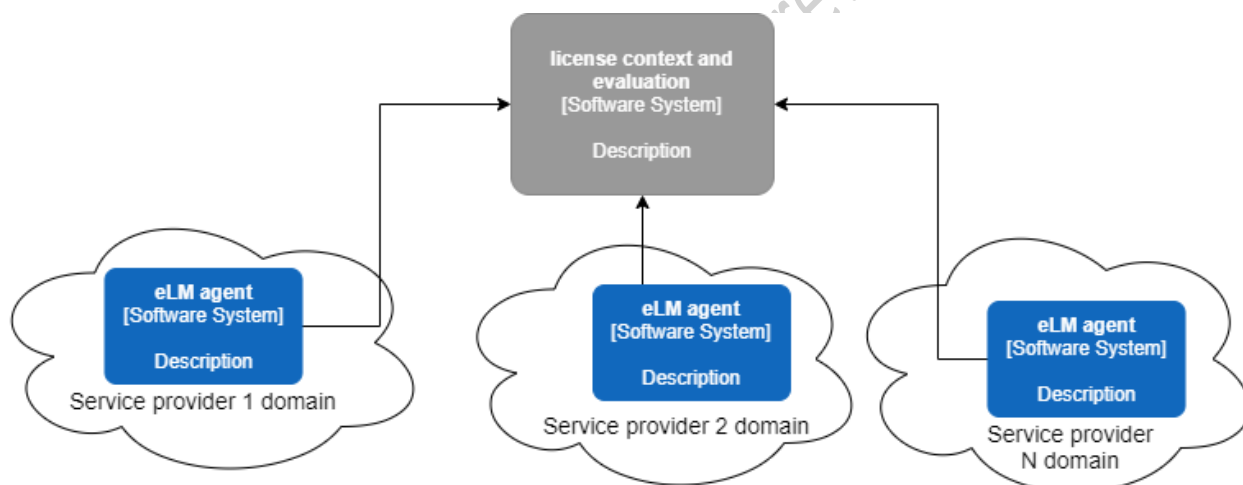 license context and
evaluation
[Software System]
Description
eLM agent
[Software System]
Description
Service provider 1 domain
eLM agent
[Software System]
Description
Service provider 2 domain
eLM agent
[Software System]
Description
Service provider
N domain